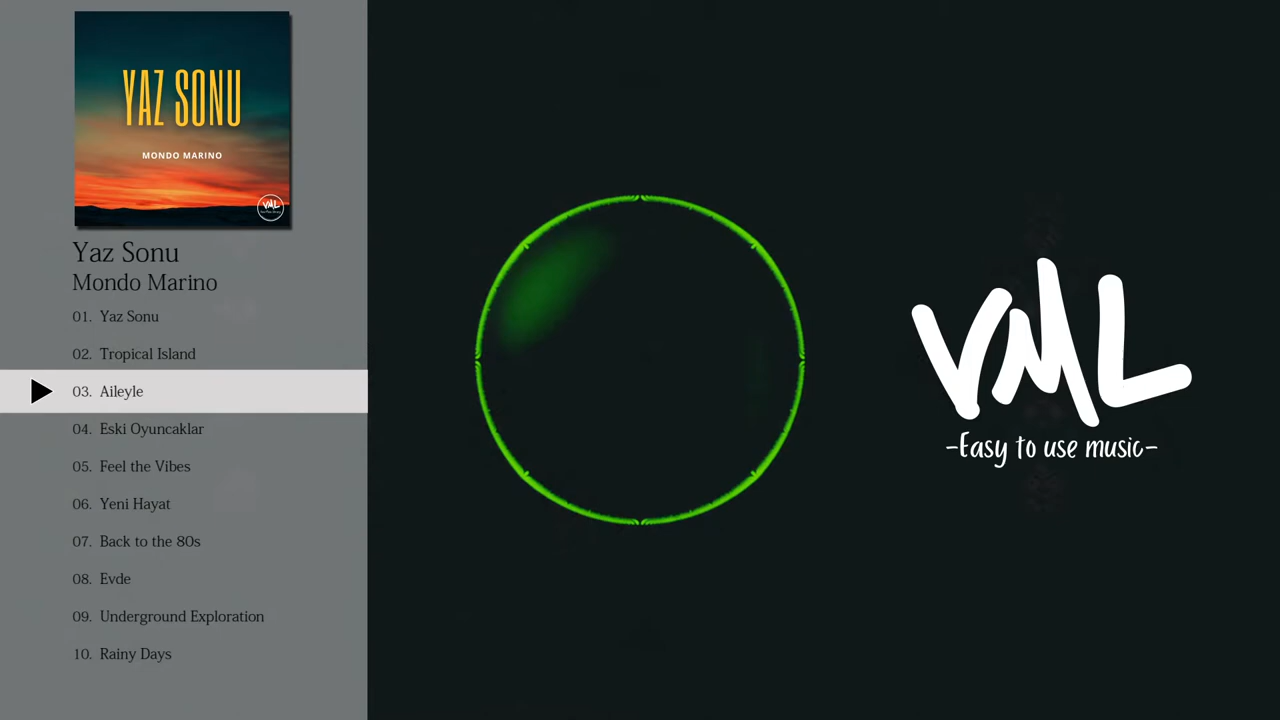 YAZ SONU
MONDO MARINO
VML
Yaz Sonu
Mondo Marino
01. Yaz Sonu
02. Tropical Island
03. Aileyle
04. Eski Oyuncaklar
05. Feel the Vibes
06. Yeni Hayat
07. Back to the 80s
08. Evde
09. Underground Exploration
10. Rainy Days
VML
-Easy to use music-